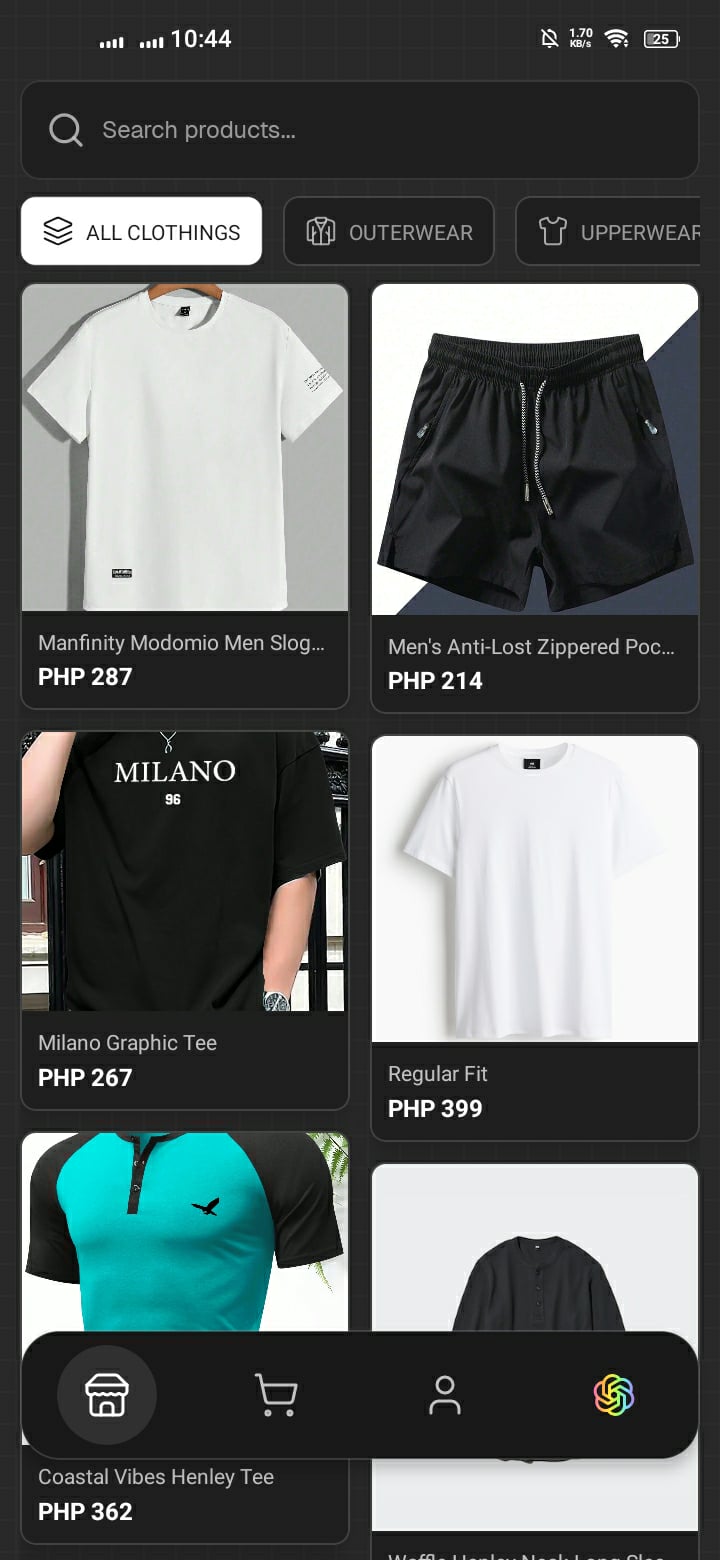 10:44
1.70
KB/s
25
Search products...
ALL CLOTHINGS
OUTERWEAR
UPPERWEAR
Manfinity Modomio Men Slog...
PHP 287
Men's Anti-Lost Zippered Poc...
PHP 214
MILANO
96
Milano Graphic Tee
PHP 267
Regular Fit
PHP 399
Coastal Vibes Henley Tee
PHP 362